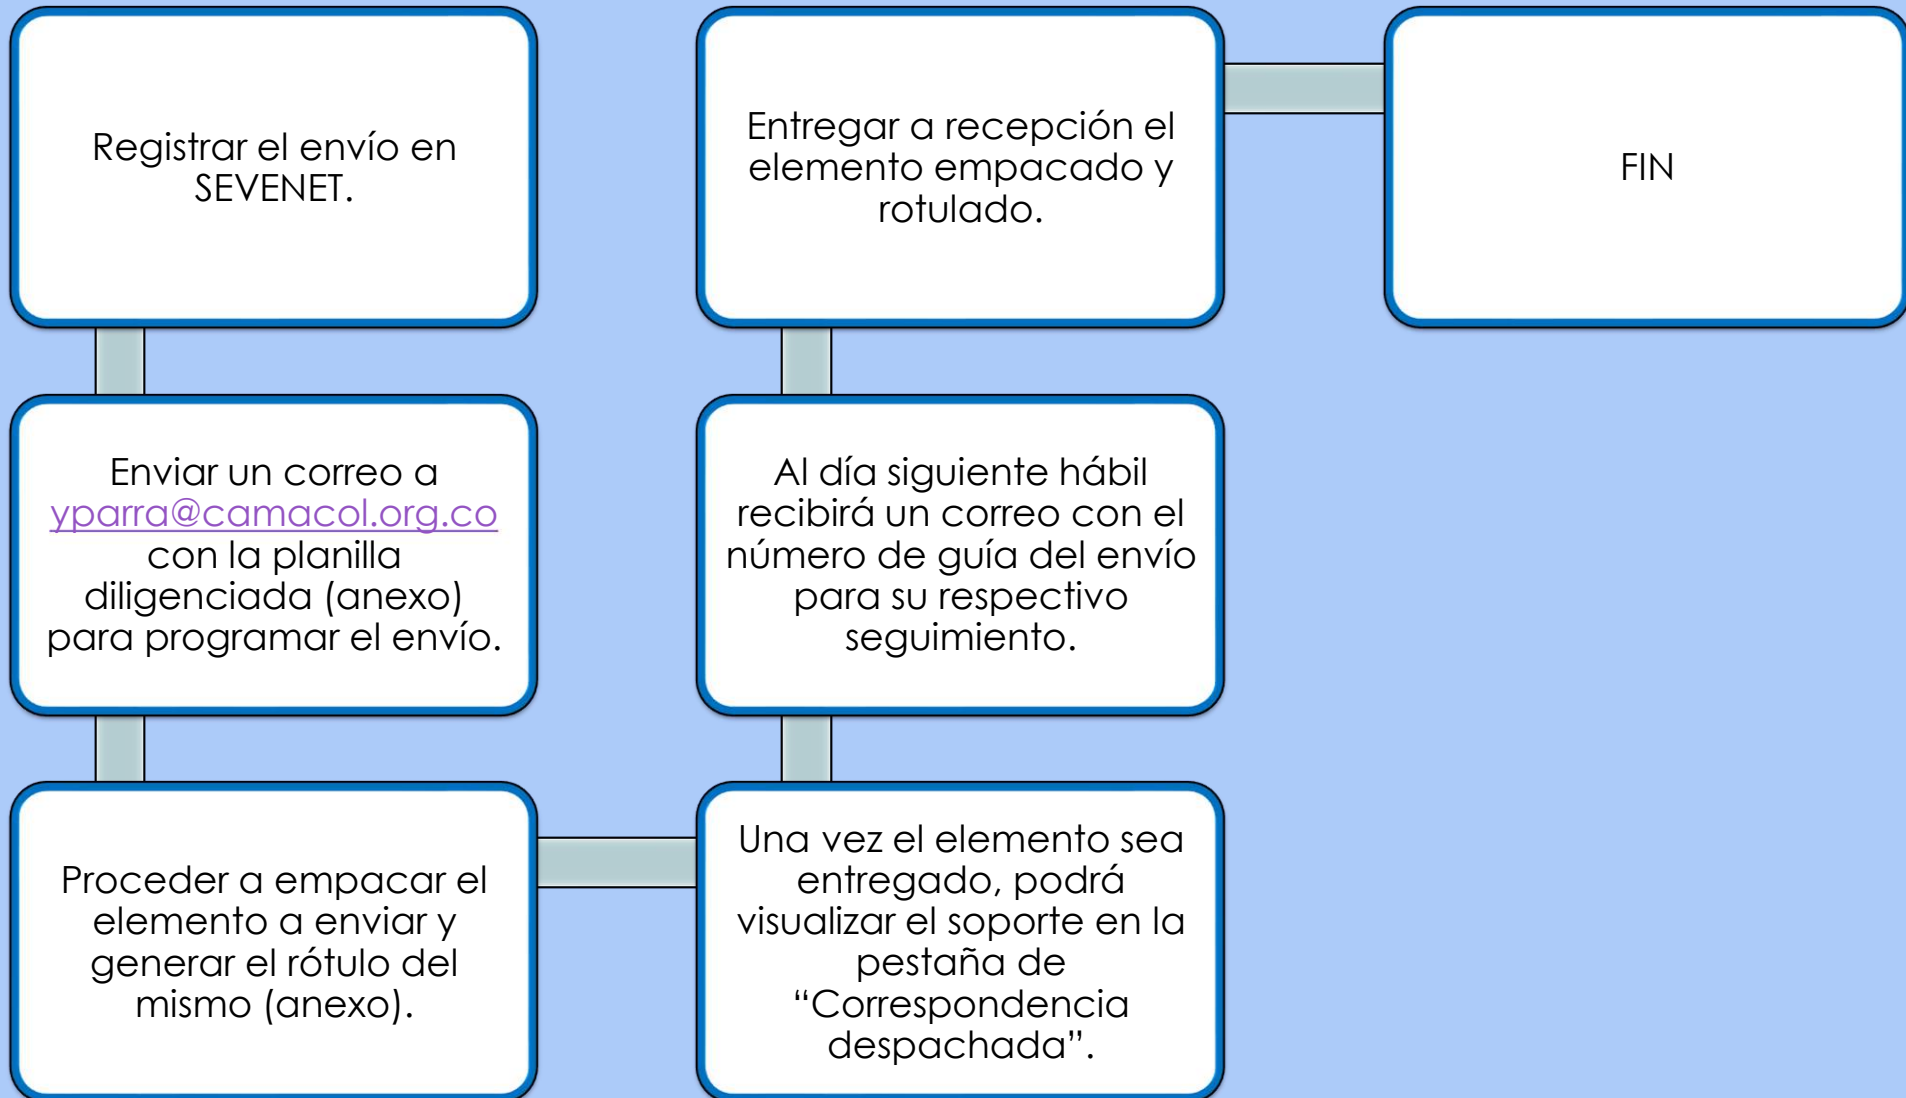 Registrar el envío en
SEVENET.
Enviar un correo a
yparra@camacol.org.co
con la planilla
diligenciada (anexo)
para programar el envío.
Proceder a empacar el
elemento a enviar y
generar el rótulo del
mismo (anexo).
Una vez el elemento sea
entregado, podrá
visualizar el soporte en la
pestaña de
“Correspondencia
despachada”.
Al día siguiente hábil
recibirá un correo con el
número de guía del envío
para su respectivo
seguimiento.
Entregar a recepción el
elemento empacado y
rotulado.
FIN